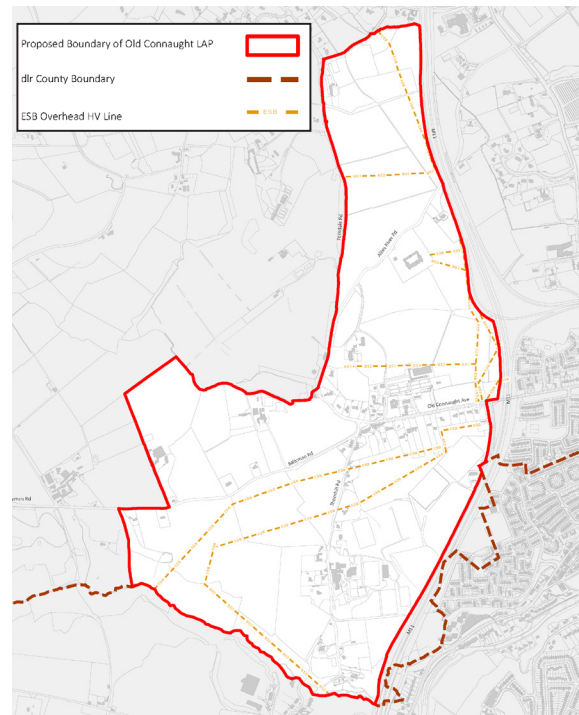 Proposed Boundary of Old Connaught LAP
dlr County Boundary
ESB Overhead HV Line
ESB
M11
Ferndale Rd
Allies River Rd
Old Connaught Ave
M11
Ballyman Rd
Thornhill Rd
M11